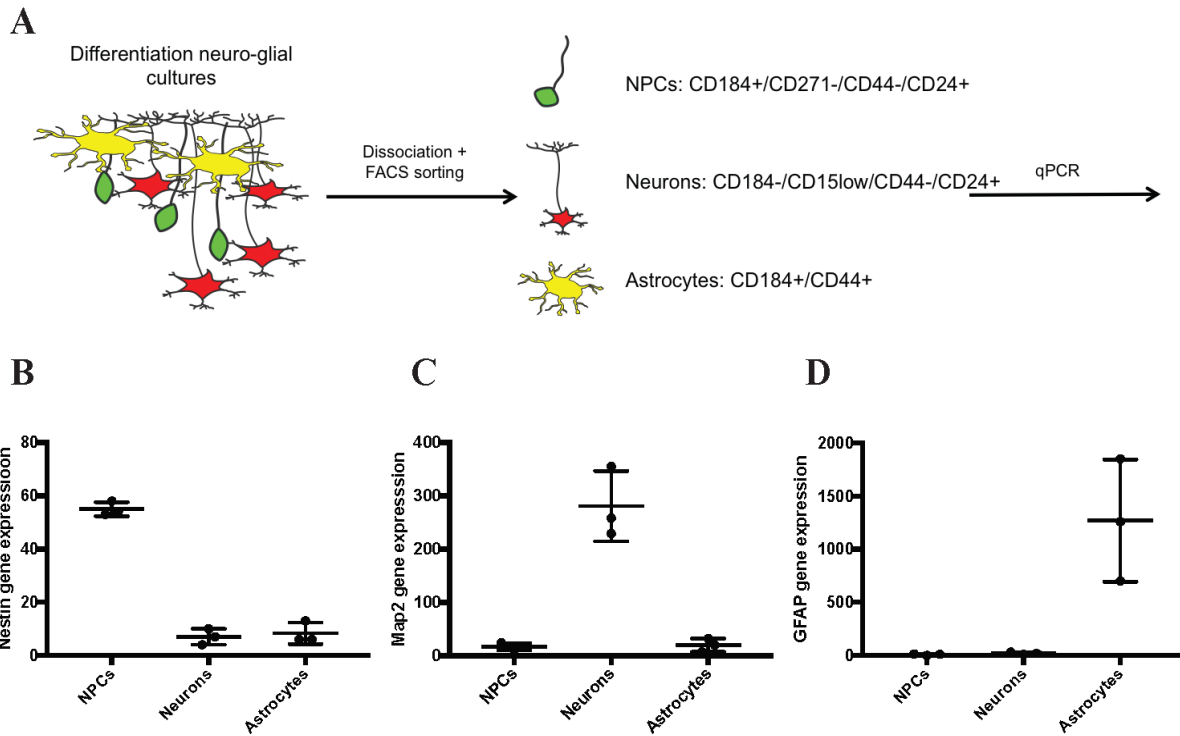 A
Differentiation neuro-glial
cultures
Dissociation +
FACS sorting
NPCs: CD184+/CD271-/CD44-/CD24+
Neurons: CD184-/CD15low/CD44-/CD24+
Astrocytes: CD184+/CD44+
qPCR
B
Nestin gene expressioon
80
60
40
20
0
NPCs
Neurons
Astrocytes
C
Map2 gene expresssion
400
300
200
100
0
NPCs
Neurons
Astrocytes
D
GFAP gene expression
2000
1500
1000
500
0
NPCs
Neurons
Astrocytes